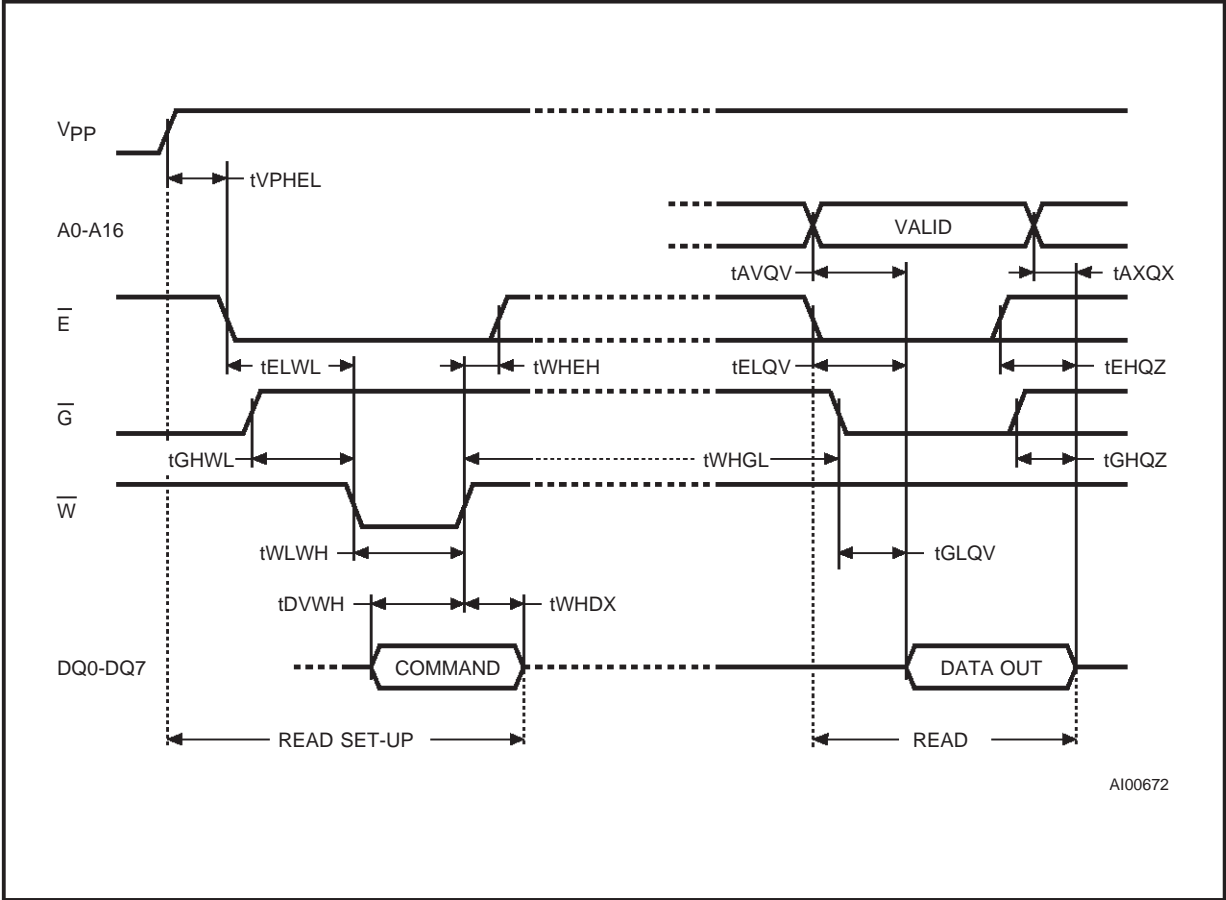 VPP
tVPHEL
A0-A16
VALID
tAVQV
tAXQX
E
tELWL
tWHEH
tELQV
tEHQZ
G
tGHWL
tWHGL
tGHQZ
W
tWLWH
tGLQV
tDVWH
tWHDX
DQ0-DQ7
COMMAND
DATA OUT
READ SET-UP
READ
AI00672